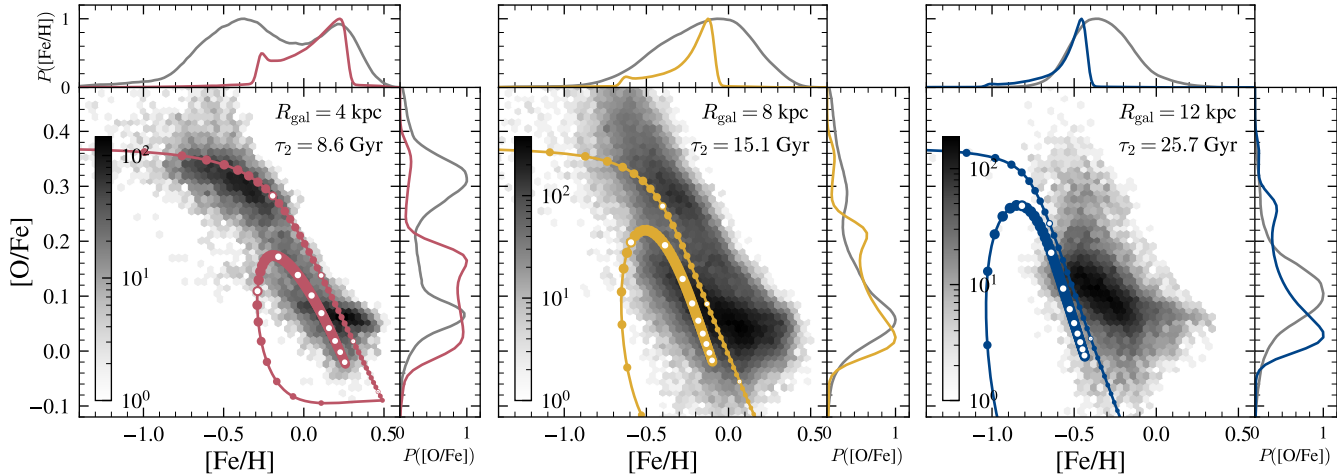 P([Fe/H])
1
0
R_gal = 4 kpc
τ_2 = 8.6 Gyr
R_gal = 8 kpc
τ_2 = 15.1 Gyr
R_gal = 12 kpc
τ_2 = 25.7 Gyr
[O/Fe]
0.4
0.3
0.2
0.1
0.0
−0.1
10^2
10^1
10^0
10^2
10^1
10^0
10^2
10^1
10^0
−1.0 −0.5 0.0 0.5 0 1
−1.0 −0.5 0.0 0.5 0 1
−1.0 −0.5 0.0 0.5 0 1
[Fe/H] P([O/Fe])
[Fe/H] P([O/Fe])
[Fe/H] P([O/Fe])